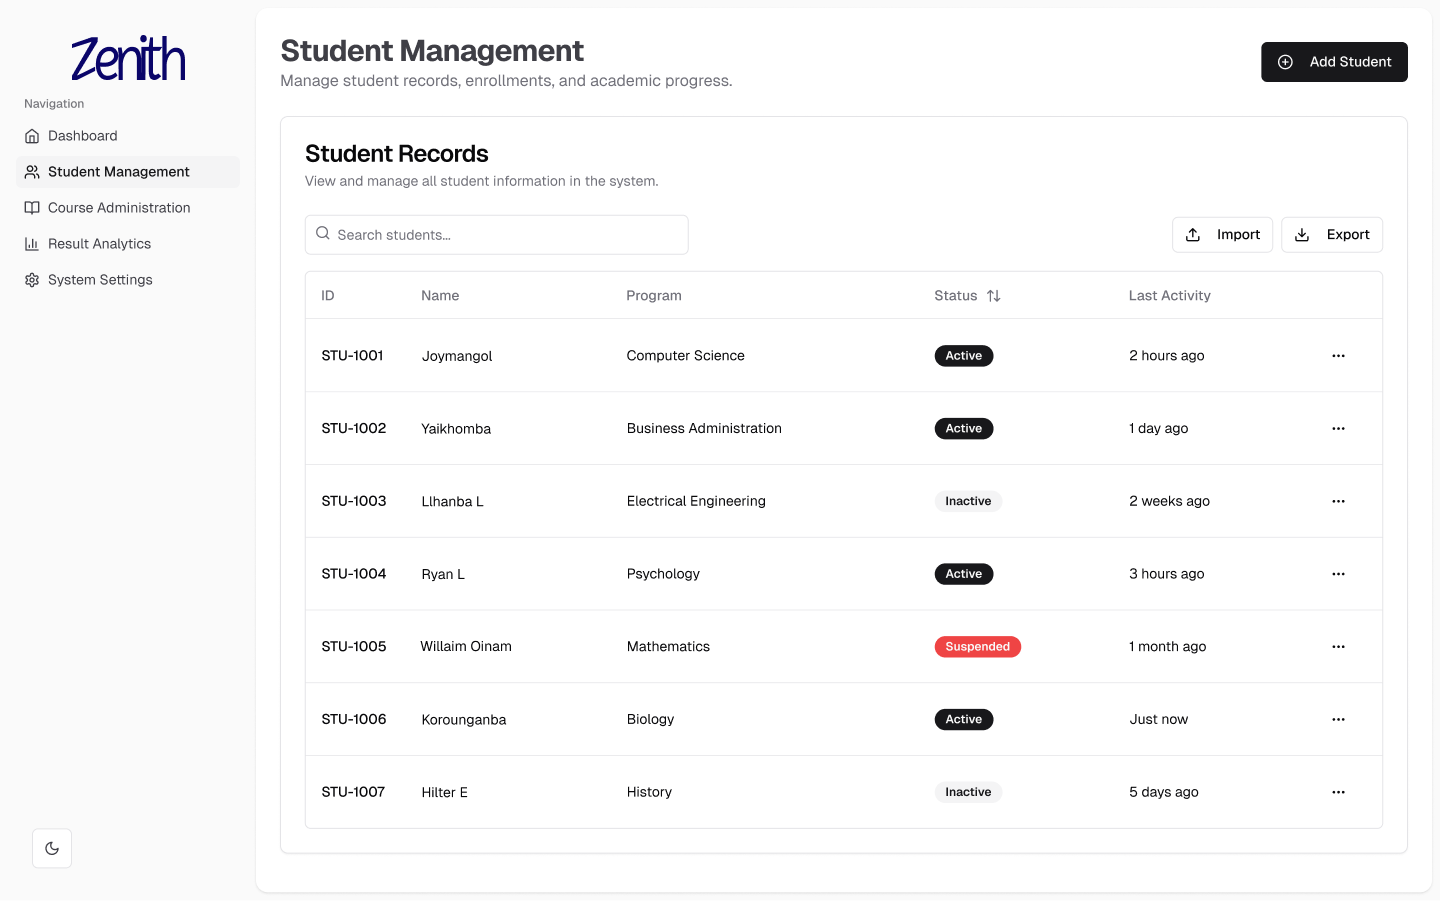 Zenith
Navigation
Dashboard
Student Management
Course Administration
Result Analytics
System Settings
Student Management
Manage student records, enrollments, and academic progress.
Add Student
Student Records
View and manage all student information in the system.
Search students...
Import
Export
ID Name Program Status Last Activity
STU-1001 Joymangol Computer Science Active 2 hours ago
STU-1002 Yaikhomba Business Administration Active 1 day ago
STU-1003 Llhanba L Electrical Engineering Inactive 2 weeks ago
STU-1004 Ryan L Psychology Active 3 hours ago
STU-1005 Willaim Oinam Mathematics Suspended 1 month ago
STU-1006 Korounganba Biology Active Just now
STU-1007 Hilter E History Inactive 5 days ago